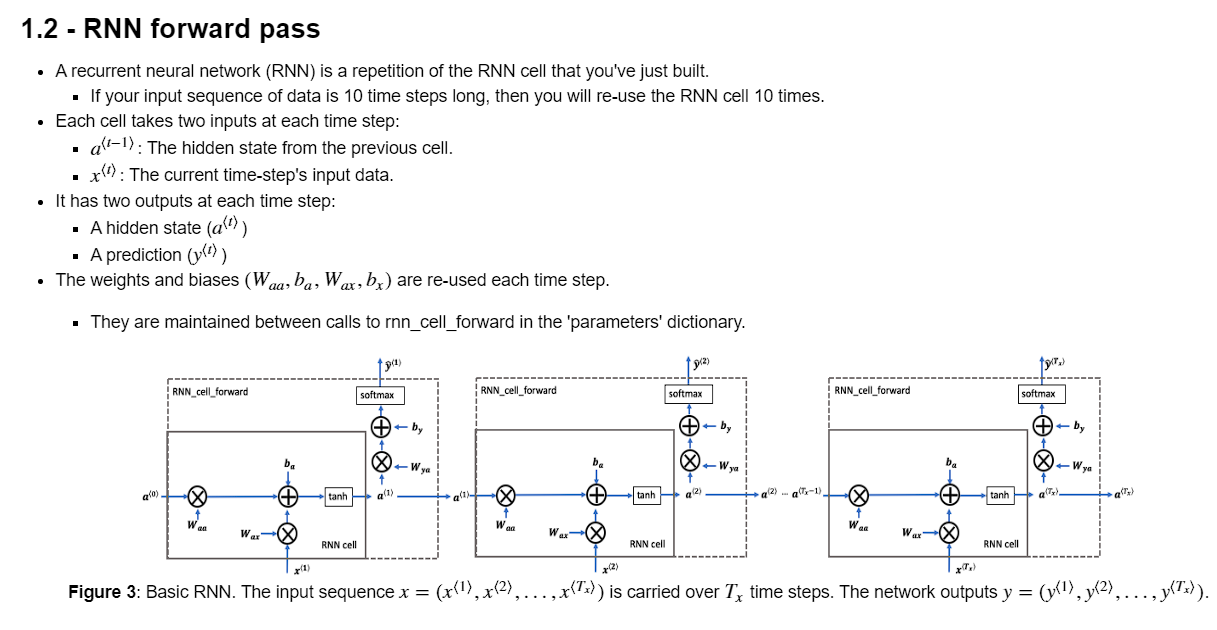 1.2 - RNN forward pass
• A recurrent neural network (RNN) is a repetition of the RNN cell that you've just built.
▪ If your input sequence of data is 10 time steps long, then you will re-use the RNN cell 10 times.
• Each cell takes two inputs at each time step:
▪ a⟨t−1⟩: The hidden state from the previous cell.
▪ x⟨t⟩: The current time-step's input data.
• It has two outputs at each time step:
▪ A hidden state (a⟨t⟩)
▪ A prediction (y⟨t⟩)
• The weights and biases (Waa, ba, Wax, bx) are re-used each time step.
▪ They are maintained between calls to rnn_cell_forward in the 'parameters' dictionary.
ŷ⟨1⟩
RNN_cell_forward
softmax
by
Wya
ba
a⟨0⟩
tanh
a⟨1⟩
Waa
Wax
RNN cell
x⟨1⟩
ŷ⟨2⟩
RNN_cell_forward
softmax
by
Wya
ba
a⟨1⟩
tanh
a⟨2⟩
a⟨2⟩
Waa
Wax
RNN cell
x⟨2⟩
...
ŷ⟨Tx⟩
RNN_cell_forward
softmax
by
Wya
ba
a⟨Tx−1⟩
tanh
a⟨Tx⟩
a⟨Tx⟩
Waa
Wax
RNN cell
x⟨Tx⟩
Figure 3: Basic RNN. The input sequence x = (x⟨1⟩, x⟨2⟩, . . . , x⟨Tx⟩) is carried over Tx time steps. The network outputs y = (y⟨1⟩, y⟨2⟩, . . . , y⟨Tx⟩).